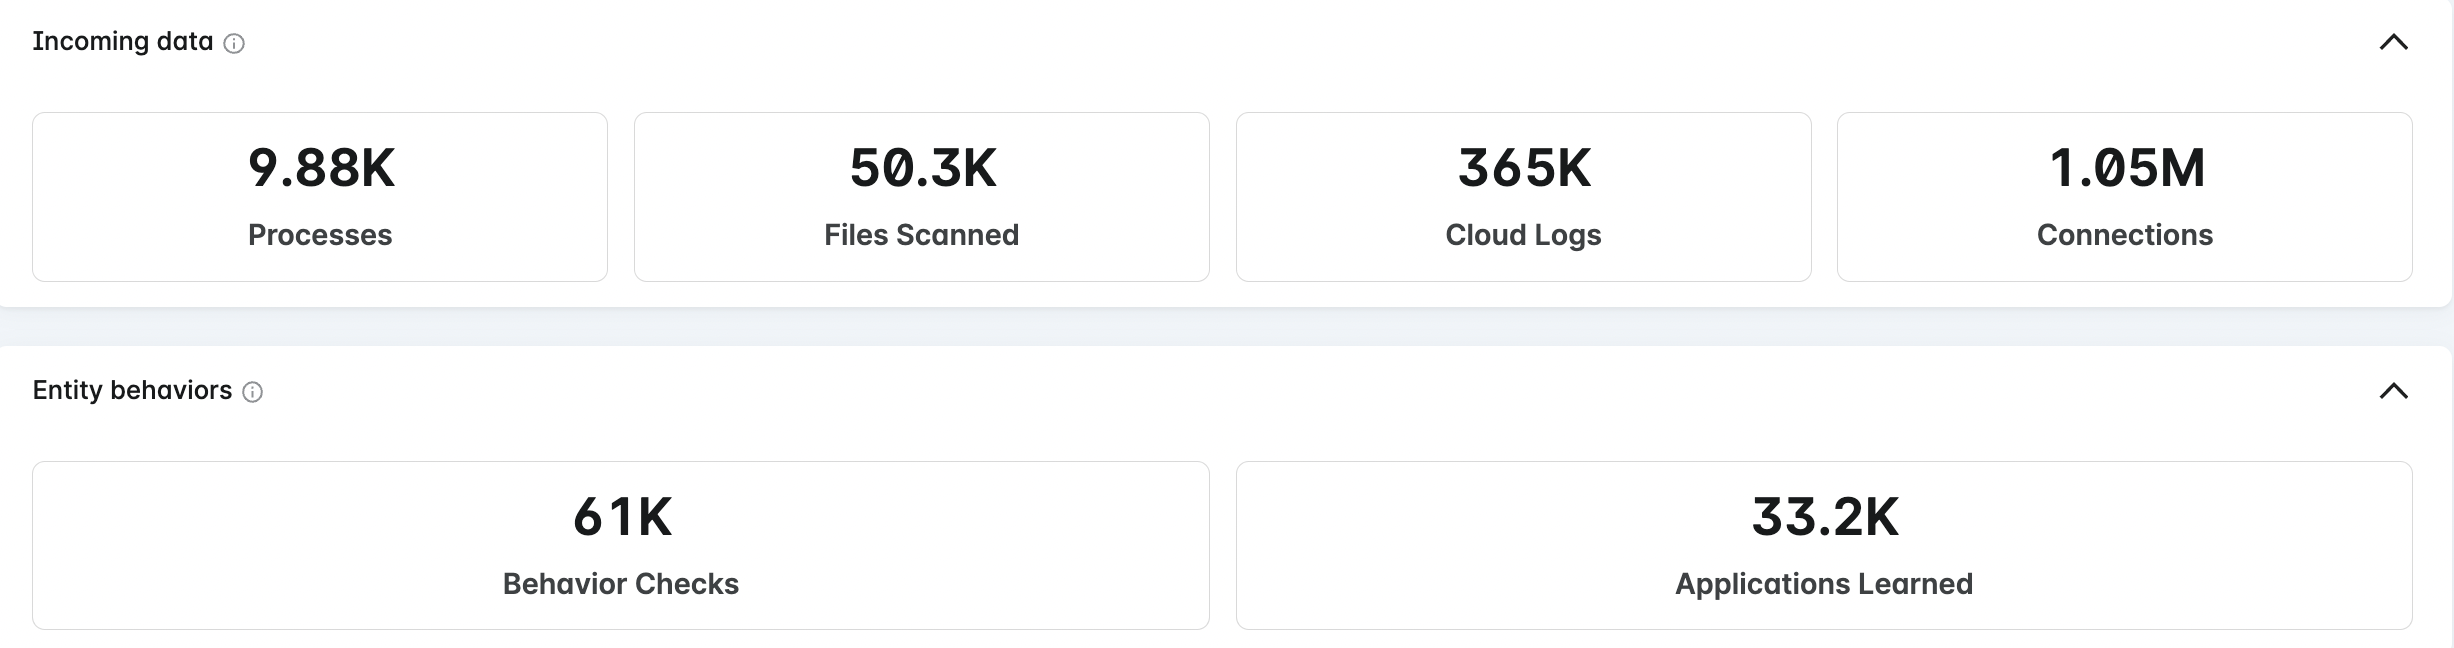 Incoming data
9.88K
Processes
50.3K
Files Scanned
365K
Cloud Logs
1.05M
Connections
Entity behaviors
61K
Behavior Checks
33.2K
Applications Learned